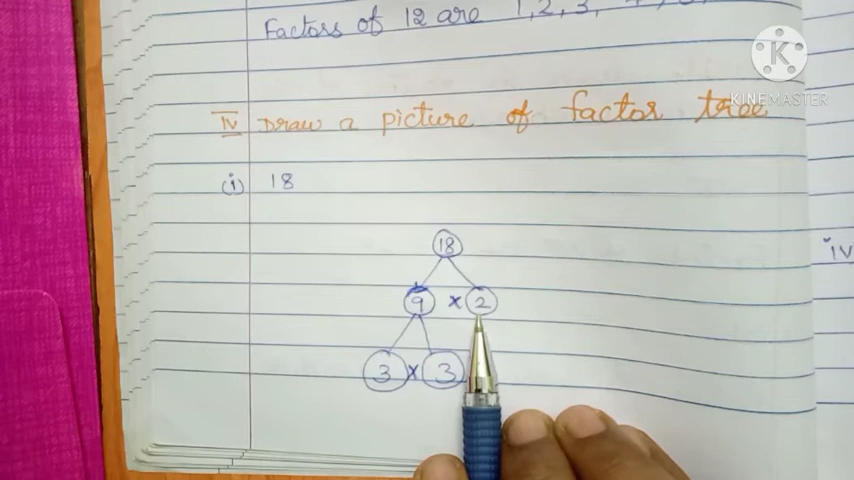 Factors of 12 are 1, 2, 3,
KINEMASTER
IV Draw a picture of factor tree
(i) 18
18
iv
9 × 2
3 × 3